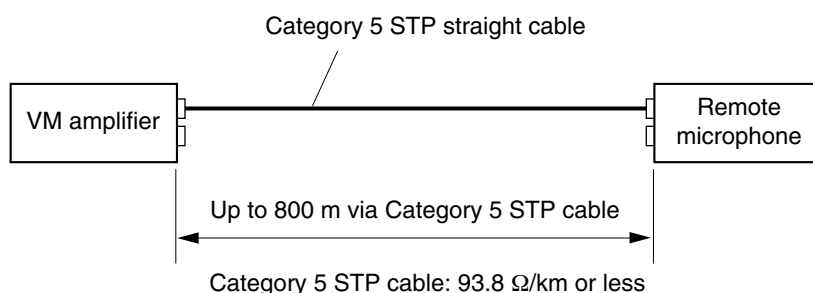 Category 5 STP straight cable
VM amplifier
Remote
microphone
Up to 800 m via Category 5 STP cable
Category 5 STP cable: 93.8 Ω/km or less